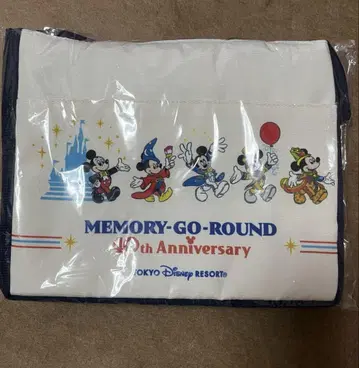 MEMORY-GO-ROUND
40th Anniversary
TOKYO Disney RESORT®